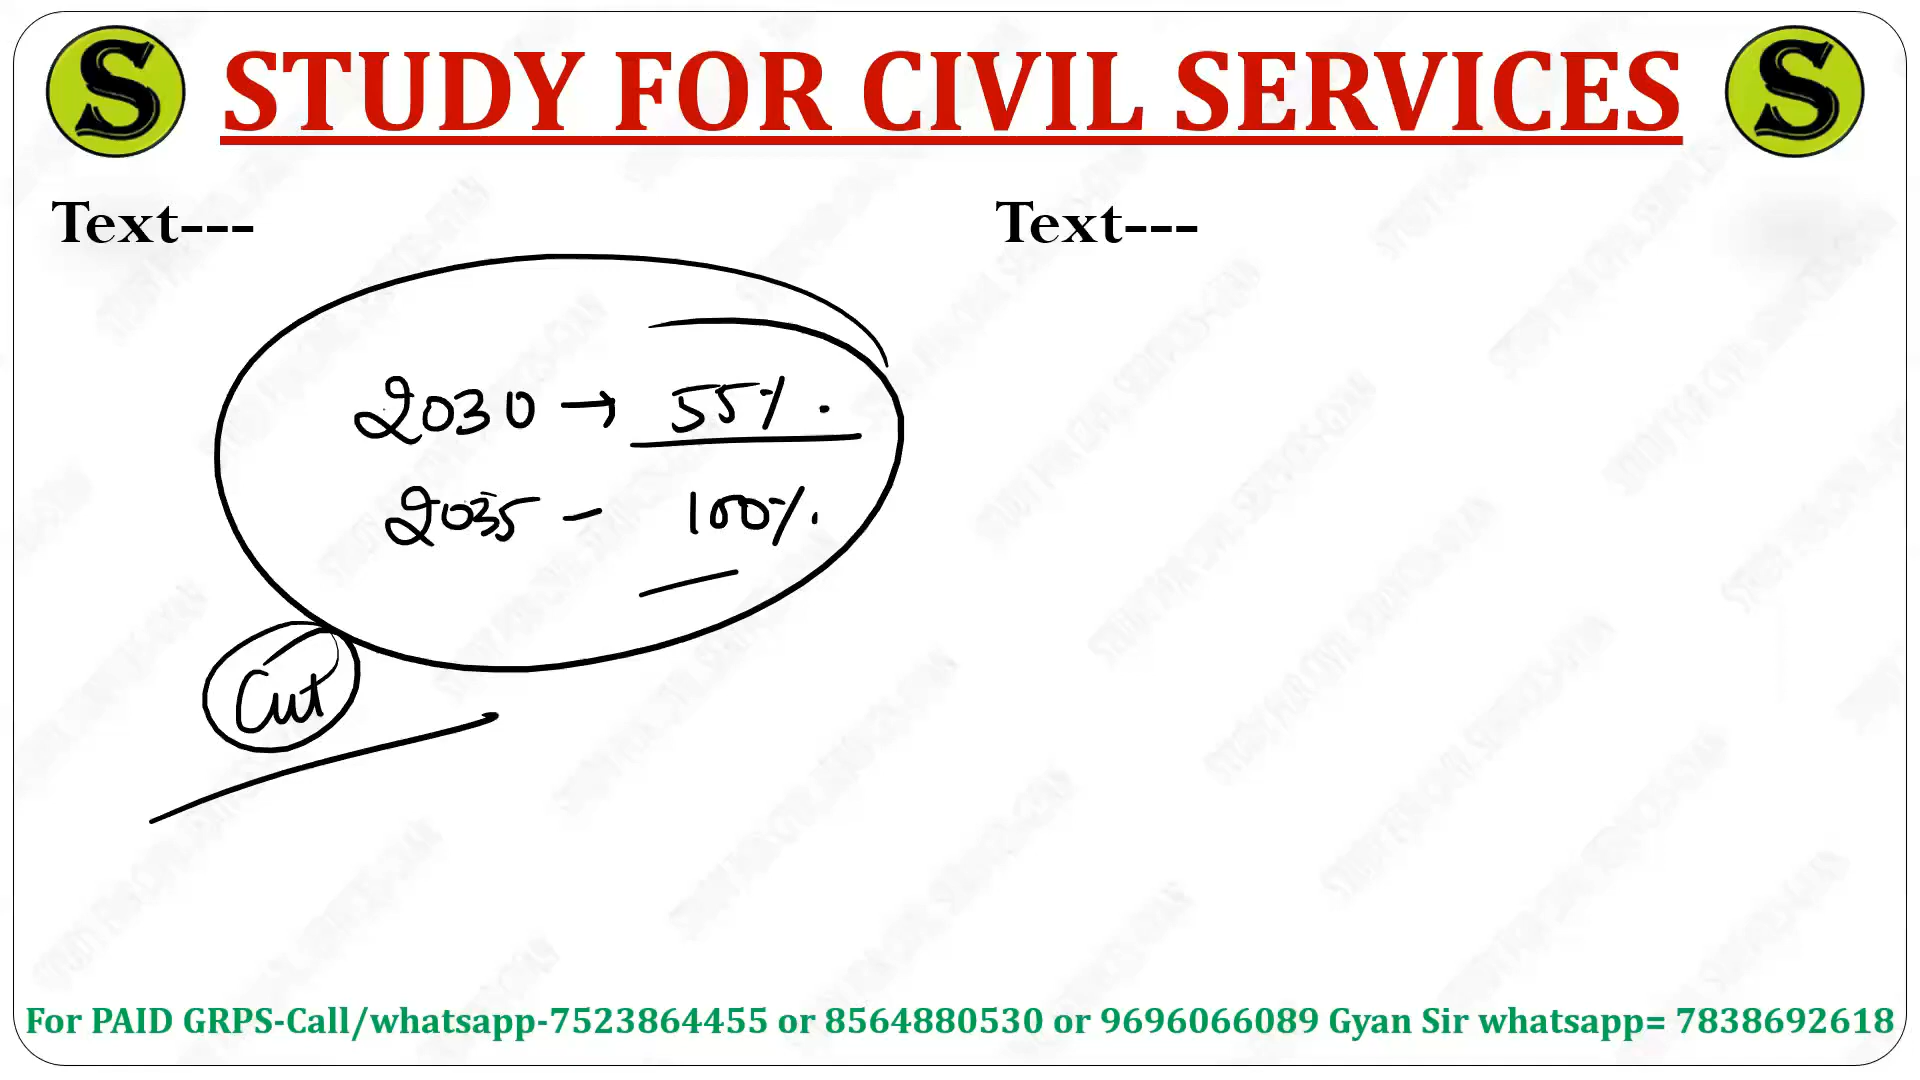 S STUDY FOR CIVIL SERVICES S
Text---
Text---
2030 → 55%.
2035 - 100%.
Cut
For PAID GRPS-Call/whatsapp-7523864455 or 8564880530 or 9696066089 Gyan Sir whatsapp= 7838692618